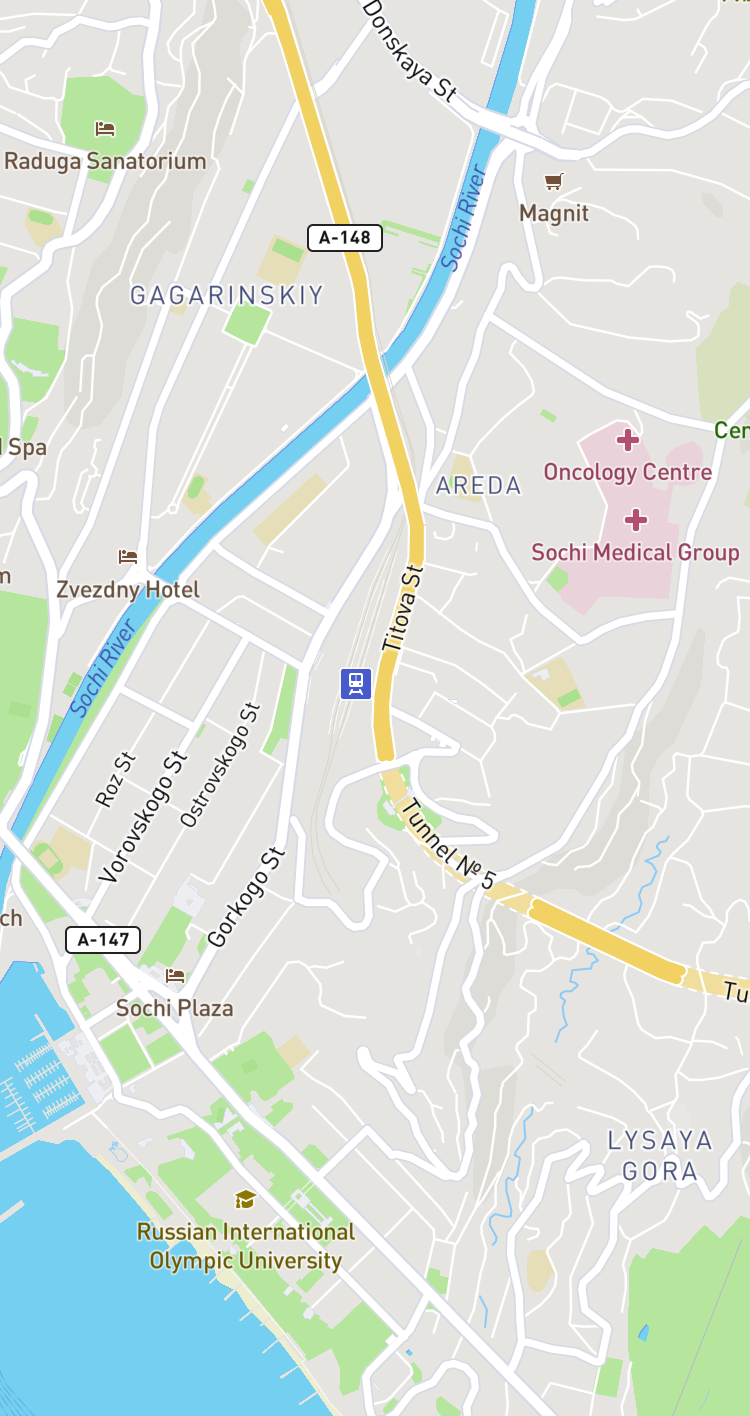 Donskaya St
Raduga Sanatorium
Sochi River
Magnit
A-148
GAGARINSKIY
Spa
Cen
Oncology Centre
AREDA
Sochi Medical Group
Zvezdny Hotel
Titova St
Sochi River
Ostrovskogo St
Roz St
Vorovskogo St
Tunnel № 5
Gorkogo St
ch
A-147
Tu
Sochi Plaza
LYSAYA
GORA
Russian International
Olympic University